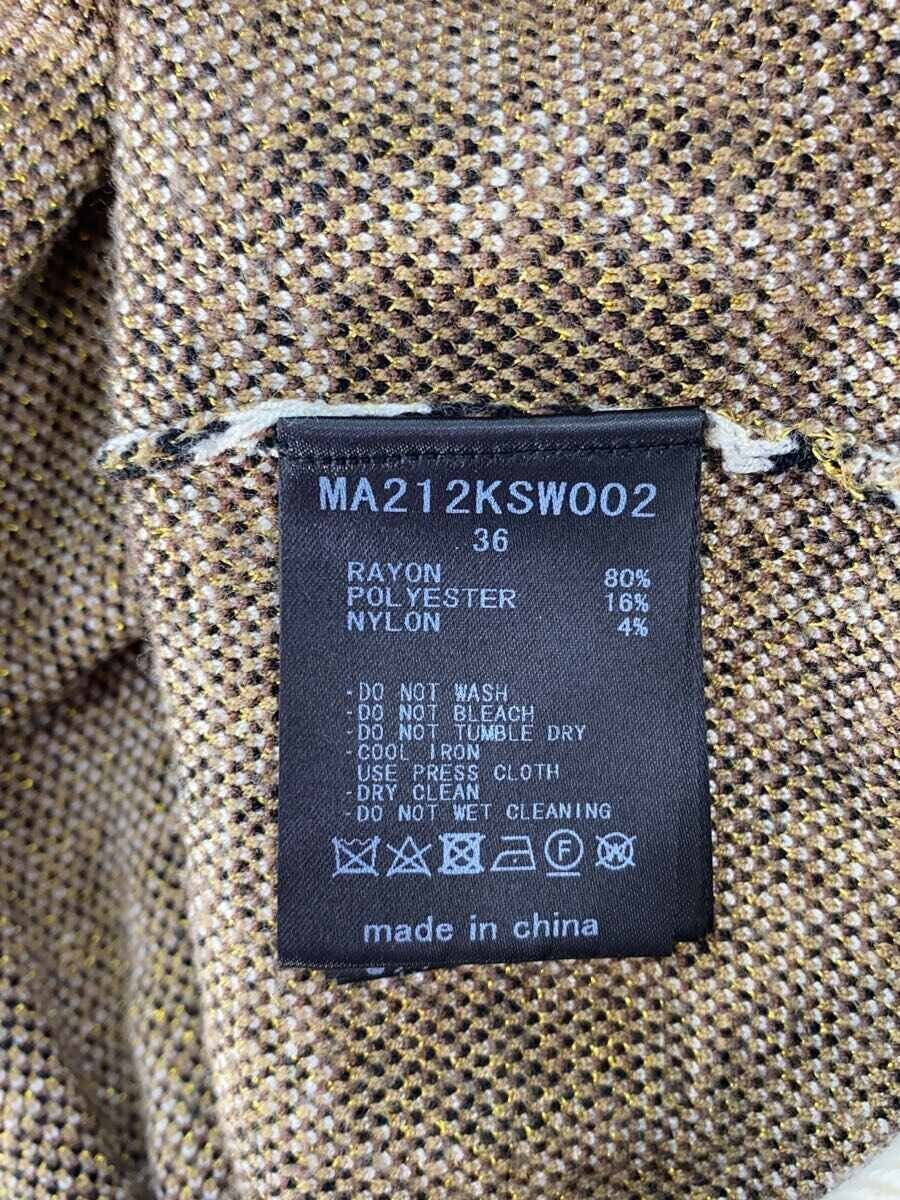 MA212KSW002
36
RAYON 80%
POLYESTER 16%
NYLON 4%
-DO NOT WASH
-DO NOT BLEACH
-DO NOT TUMBLE DRY
-COOL IRON
USE PRESS CLOTH
-DRY CLEAN
-DO NOT WET CLEANING
F W
made in china